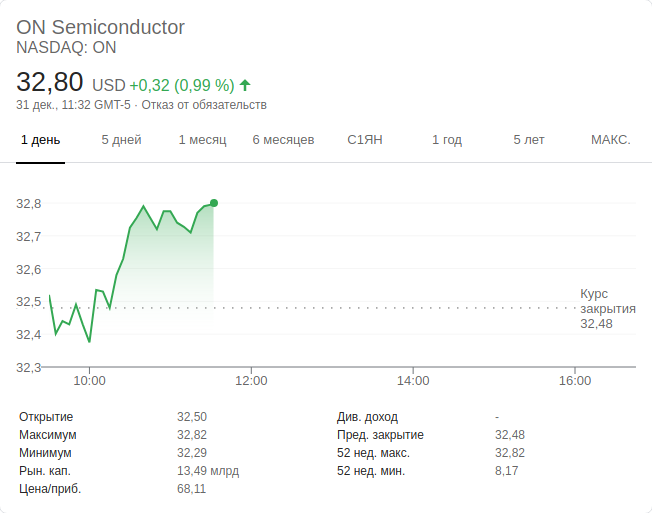 ON Semiconductor
NASDAQ: ON
32,80 USD +0,32 (0,99 %)
31 дек., 11:32 GMT-5 · Отказ от обязательств
1 день 5 дней 1 месяц 6 месяцев С1ЯН 1 год 5 лет МАКС.
32,8
32,7
32,6
32,5
32,4
32,3
Курс
закрытия
32,48
10:00 12:00 14:00 16:00
Открытие 32,50 Див. доход -
Максимум 32,82 Пред. закрытие 32,48
Минимум 32,29 52 нед. макс. 32,82
Рын. кап. 13,49 млрд 52 нед. мин. 8,17
Цена/приб. 68,11